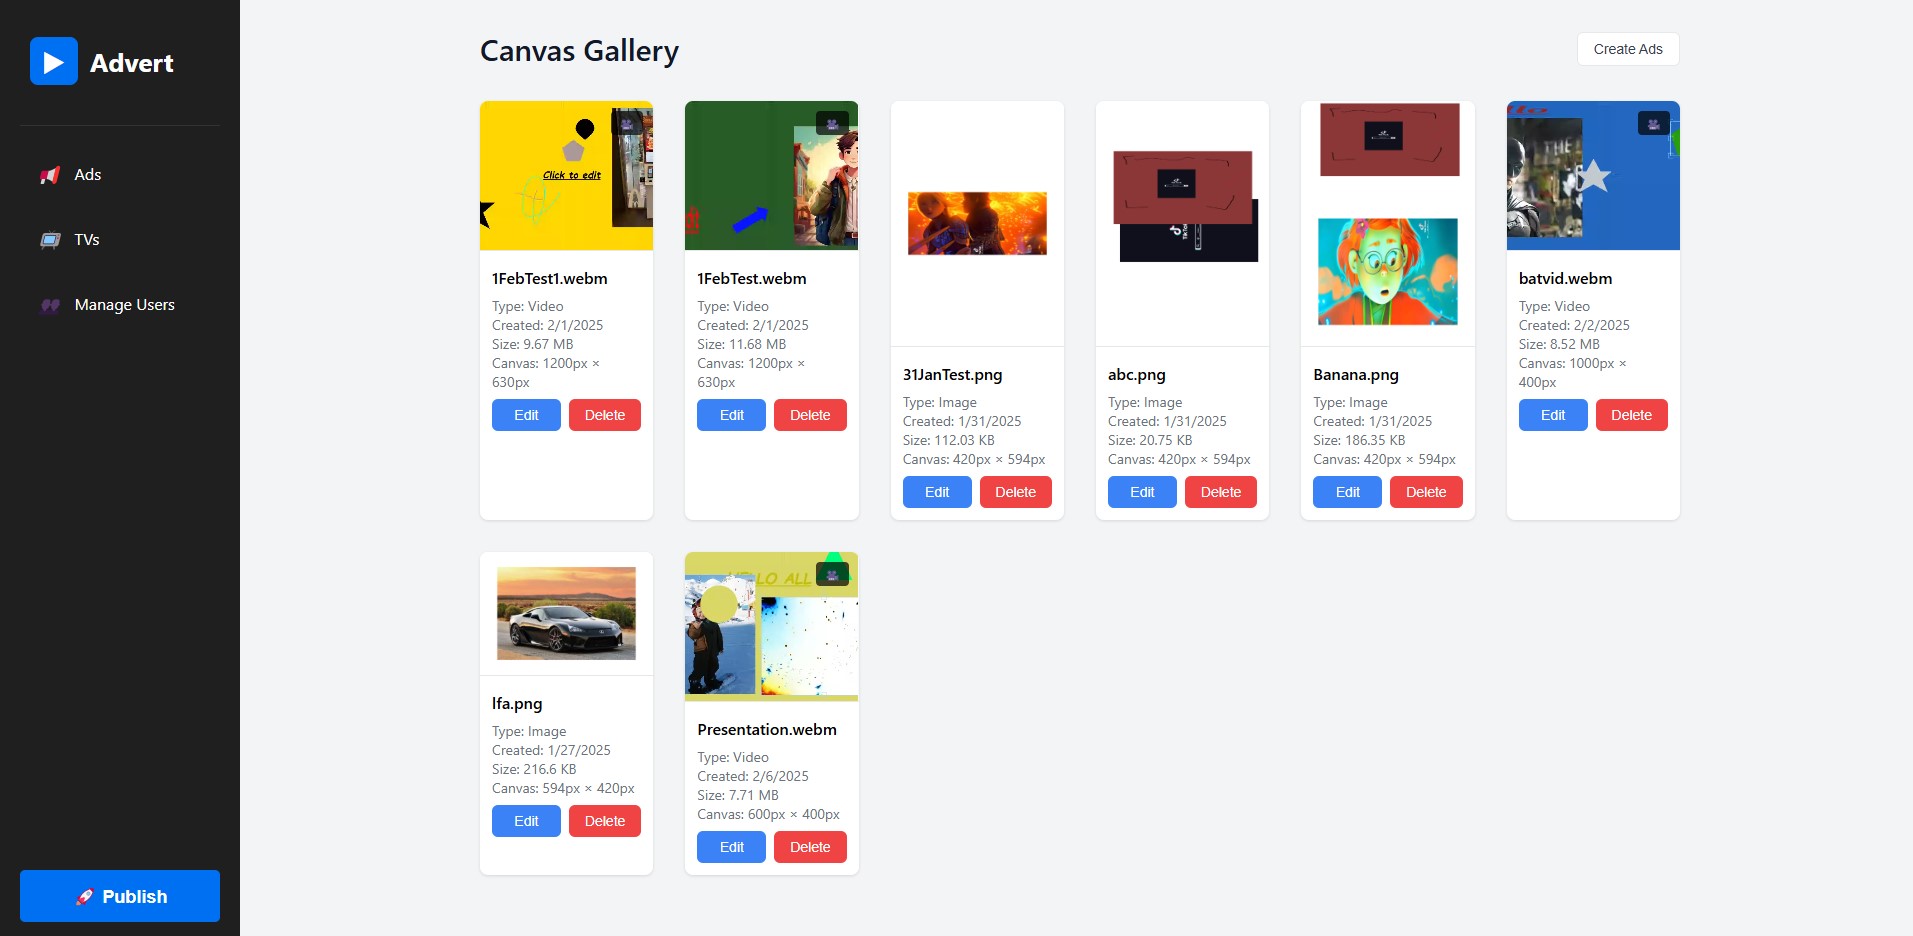 Advert
Ads
TVs
Manage Users
Publish
Canvas Gallery
Create Ads
Click to edit
1FebTest1.webm
Type: Video
Created: 2/1/2025
Size: 9.67 MB
Canvas: 1200px ×
630px
Edit
Delete
1FebTest.webm
Type: Video
Created: 2/1/2025
Size: 11.68 MB
Canvas: 1200px ×
630px
Edit
Delete
31JanTest.png
Type: Image
Created: 1/31/2025
Size: 112.03 KB
Canvas: 420px × 594px
Edit
Delete
abc.png
Type: Image
Created: 1/31/2025
Size: 20.75 KB
Canvas: 420px × 594px
Edit
Delete
Banana.png
Type: Image
Created: 1/31/2025
Size: 186.35 KB
Canvas: 420px × 594px
Edit
Delete
THE
batvid.webm
Type: Video
Created: 2/2/2025
Size: 8.52 MB
Canvas: 1000px ×
400px
Edit
Delete
lfa.png
Type: Image
Created: 1/27/2025
Size: 216.6 KB
Canvas: 594px × 420px
Edit
Delete
HELLO ALL
Presentation.webm
Type: Video
Created: 2/6/2025
Size: 7.71 MB
Canvas: 600px × 400px
Edit
Delete